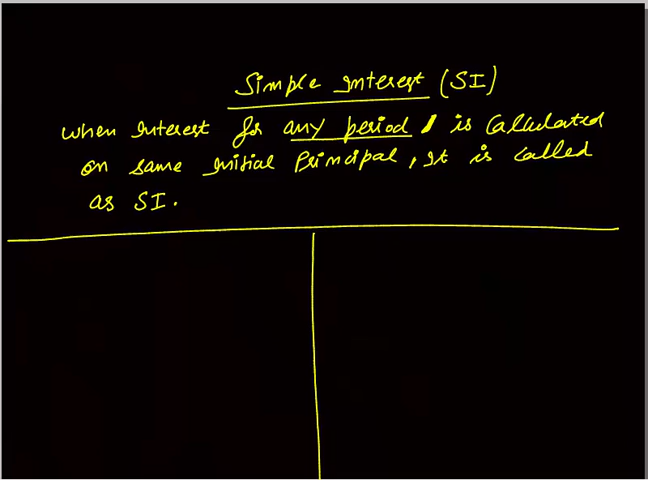 Simple Interest (SI)
When Interest for any period is Calculated
on same Initial Principal, It is called
as SI.